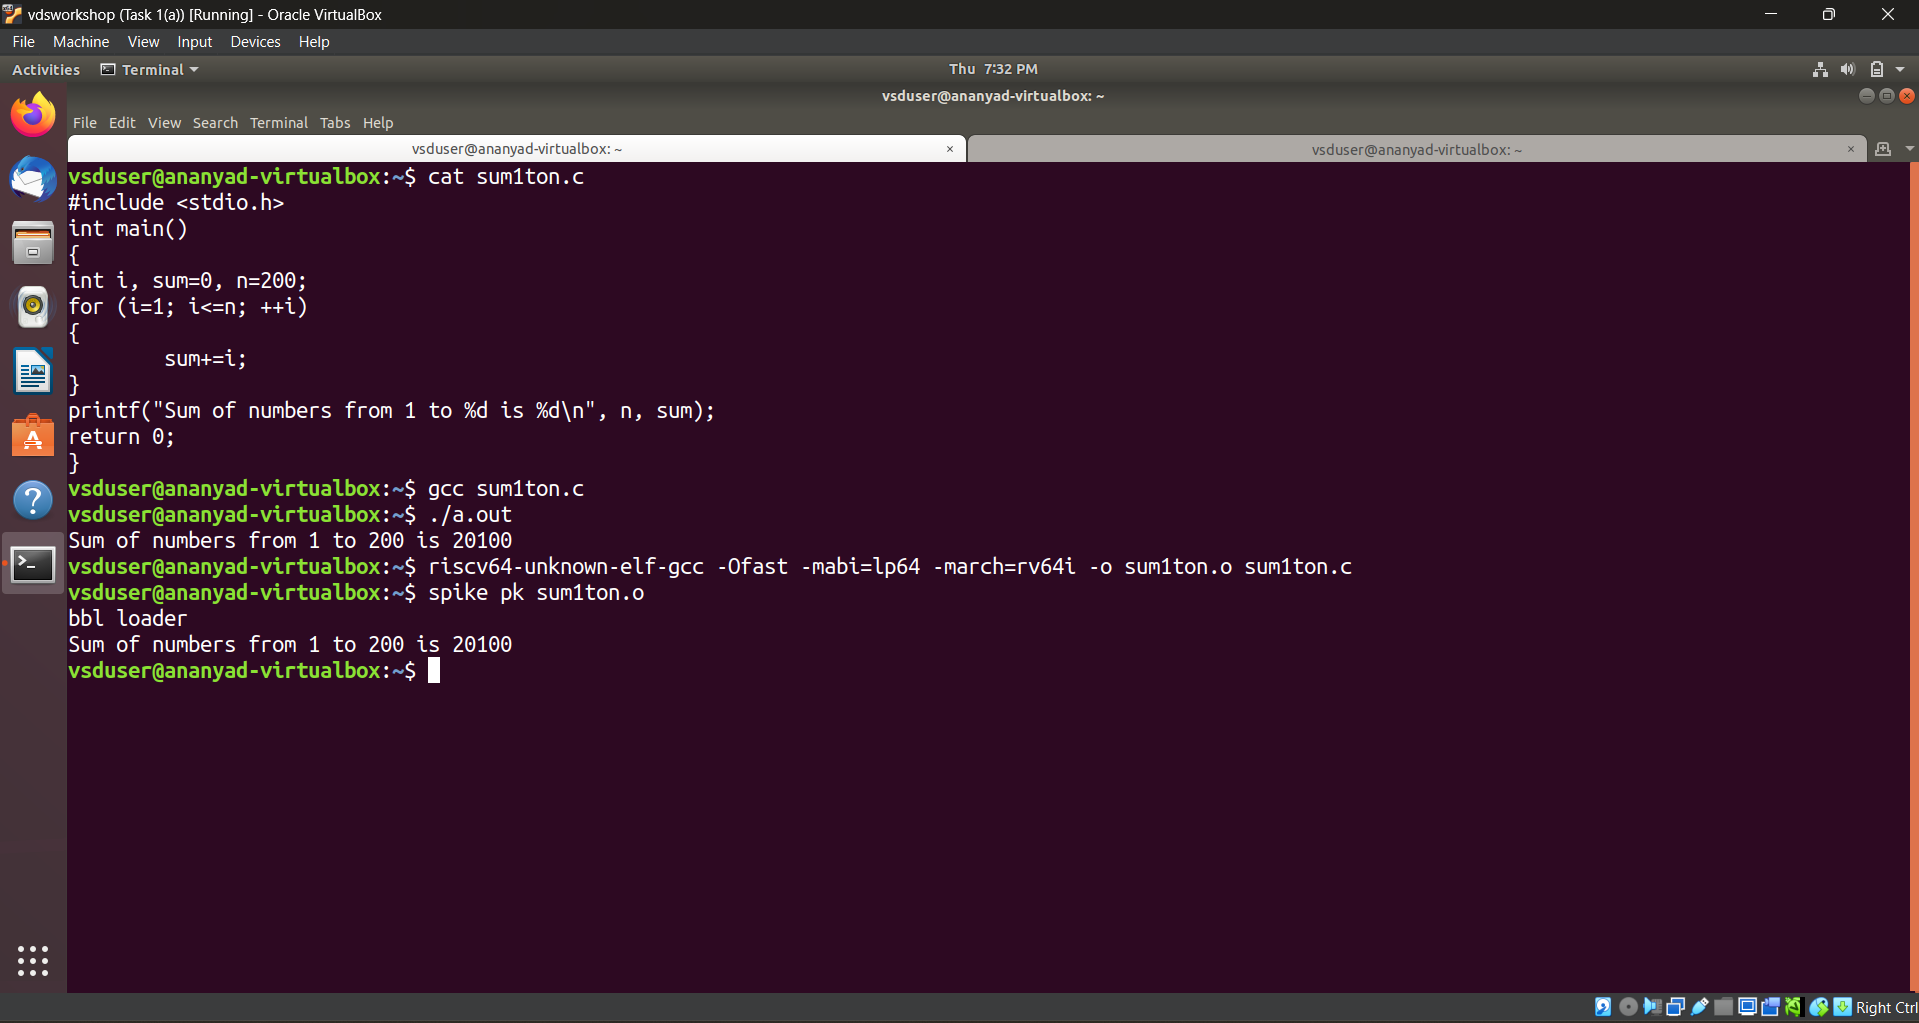 vdsworkshop (Task 1(a)) [Running] - Oracle VirtualBox
File Machine View Input Devices Help
Activities Terminal Thu 7:32 PM
vsduser@ananyad-virtualbox: ~
File Edit View Search Terminal Tabs Help
vsduser@ananyad-virtualbox: ~ × vsduser@ananyad-virtualbox: ~ ×
vsduser@ananyad-virtualbox:~$ cat sum1ton.c
#include <stdio.h>
int main()
{
int i, sum=0, n=200;
for (i=1; i<=n; ++i)
{
        sum+=i;
}
printf("Sum of numbers from 1 to %d is %d\n", n, sum);
return 0;
}
vsduser@ananyad-virtualbox:~$ gcc sum1ton.c
vsduser@ananyad-virtualbox:~$ ./a.out
Sum of numbers from 1 to 200 is 20100
vsduser@ananyad-virtualbox:~$ riscv64-unknown-elf-gcc -Ofast -mabi=lp64 -march=rv64i -o sum1ton.o sum1ton.c
vsduser@ananyad-virtualbox:~$ spike pk sum1ton.o
bbl loader
Sum of numbers from 1 to 200 is 20100
vsduser@ananyad-virtualbox:~$
Right Ctrl